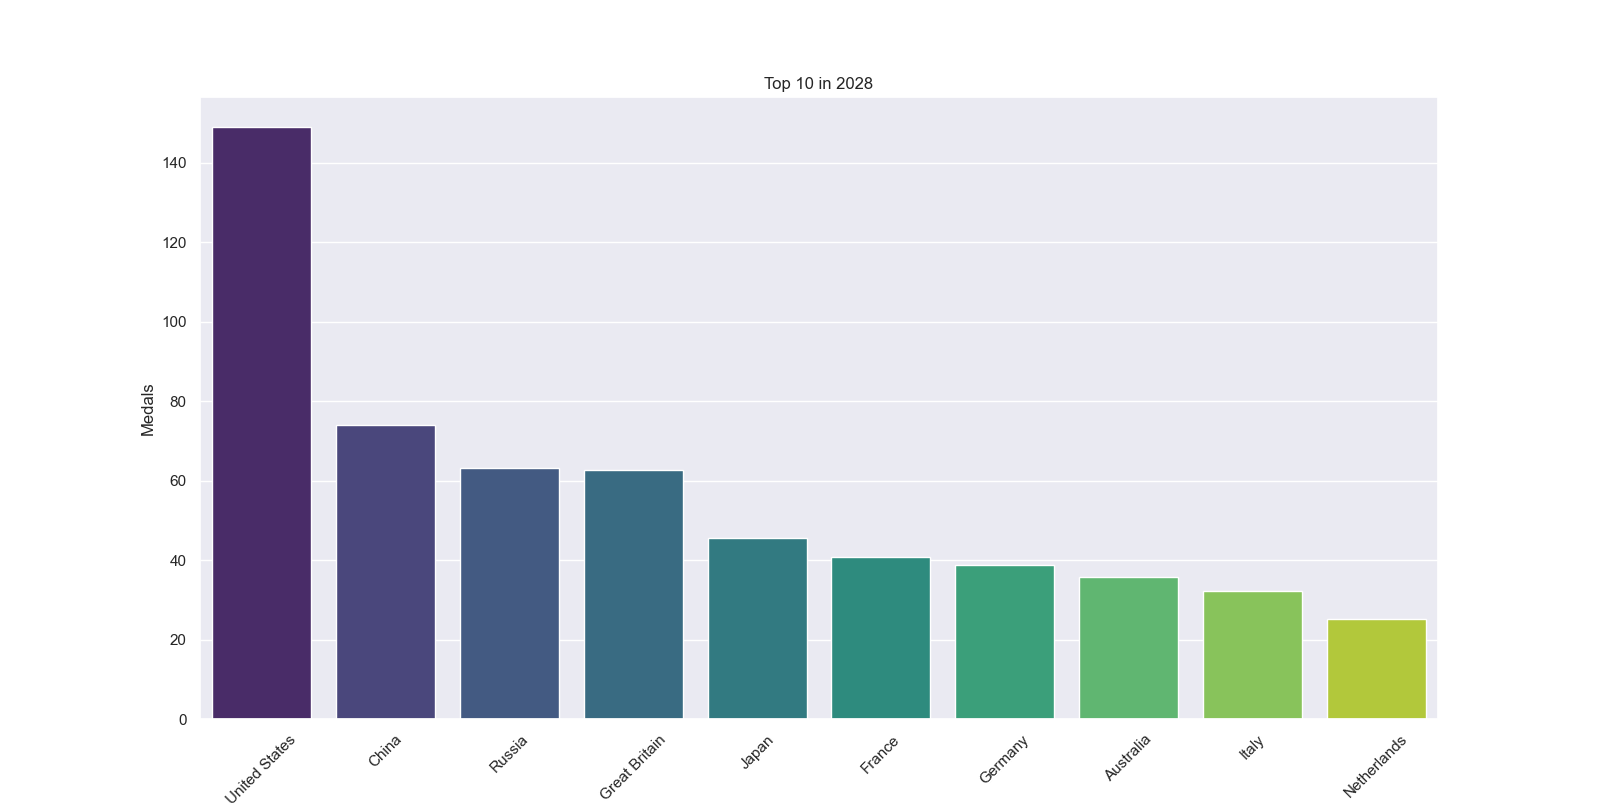 Top 10 in 2028
Medals
140
120
100
80
60
40
20
0
United States
China
Russia
Great Britain
Japan
France
Germany
Australia
Italy
Netherlands